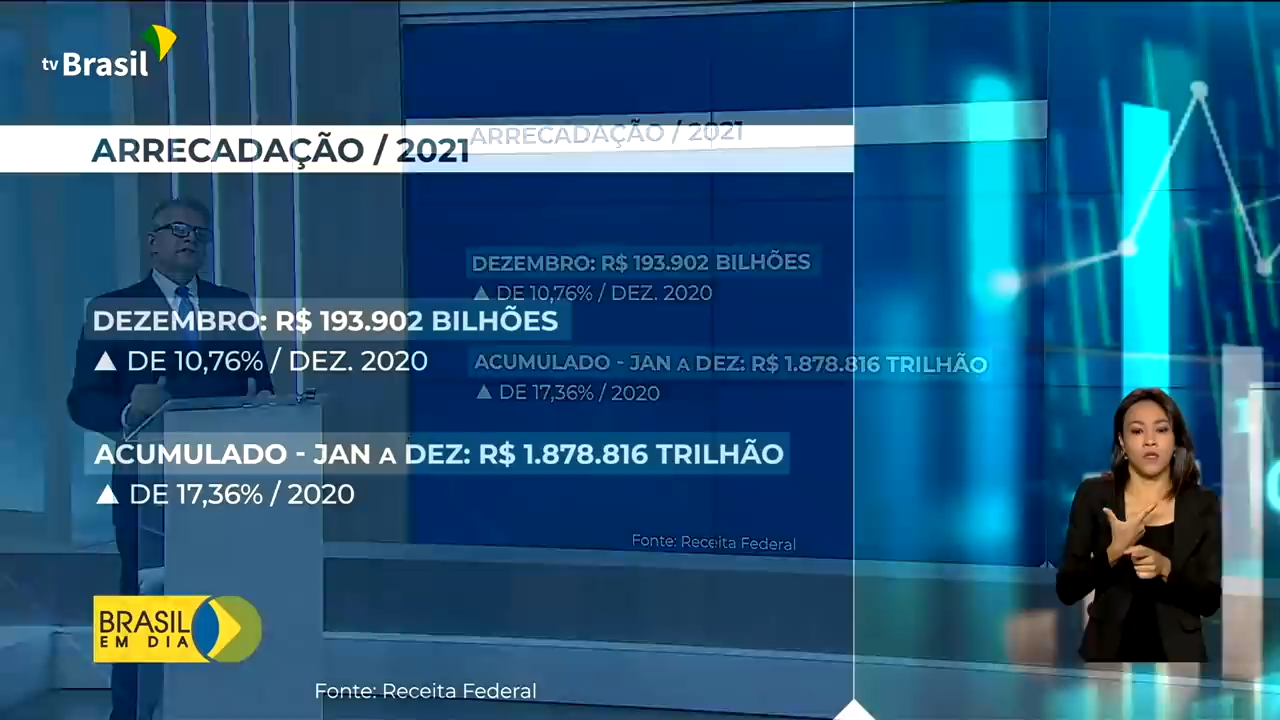 tv Brasil
ARRECADAÇÃO / 2021
ARRECADAÇÃO / 2021
DEZEMBRO: R$ 193.902 BILHÕES
▲ DE 10,76% / DEZ. 2020
ACUMULADO - JAN A DEZ: R$ 1.878.816 TRILHÃO
▲ DE 17,36% / 2020
Fonte: Receita Federal
DEZEMBRO: R$ 193.902 BILHÕES
▲ DE 10,76% / DEZ. 2020
ACUMULADO - JAN A DEZ: R$ 1.878.816 TRILHÃO
▲ DE 17,36% / 2020
BRASIL
EM DIA
Fonte: Receita Federal